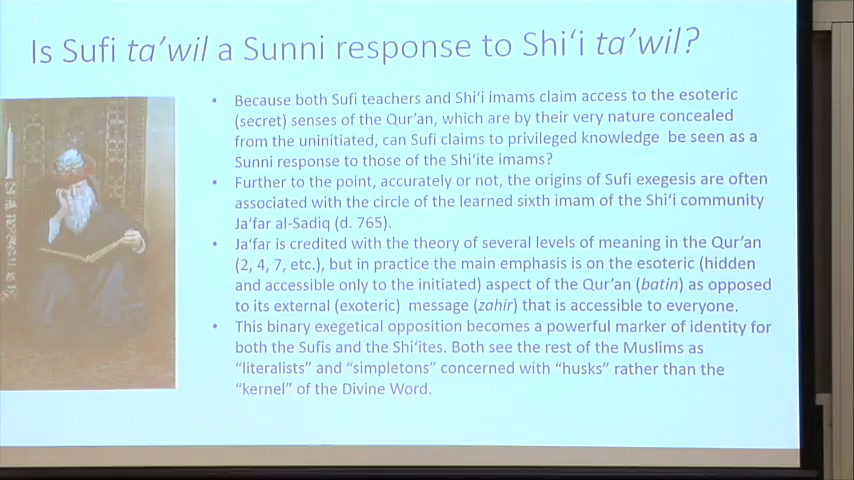 Is Sufi ta'wil a Sunni response to Shi‘i ta'wil?
• Because both Sufi teachers and Shi‘i imams claim access to the esoteric
(secret) senses of the Qur’an, which are by their very nature concealed
from the uninitiated, can Sufi claims to privileged knowledge be seen as a
Sunni response to those of the Shi‘ite imams?
• Further to the point, accurately or not, the origins of Sufi exegesis are often
associated with the circle of the learned sixth imam of the Shi‘i community
Ja‘far al-Sadiq (d. 765).
• Ja‘far is credited with the theory of several levels of meaning in the Qur’an
(2, 4, 7, etc.), but in practice the main emphasis is on the esoteric (hidden
and accessible only to the initiated) aspect of the Qur’an (batin) as opposed
to its external (exoteric) message (zahir) that is accessible to everyone.
• This binary exegetical opposition becomes a powerful marker of identity for
both the Sufis and the Shi‘ites. Both see the rest of the Muslims as
“literalists” and “simpletons” concerned with “husks” rather than the
“kernel” of the Divine Word.